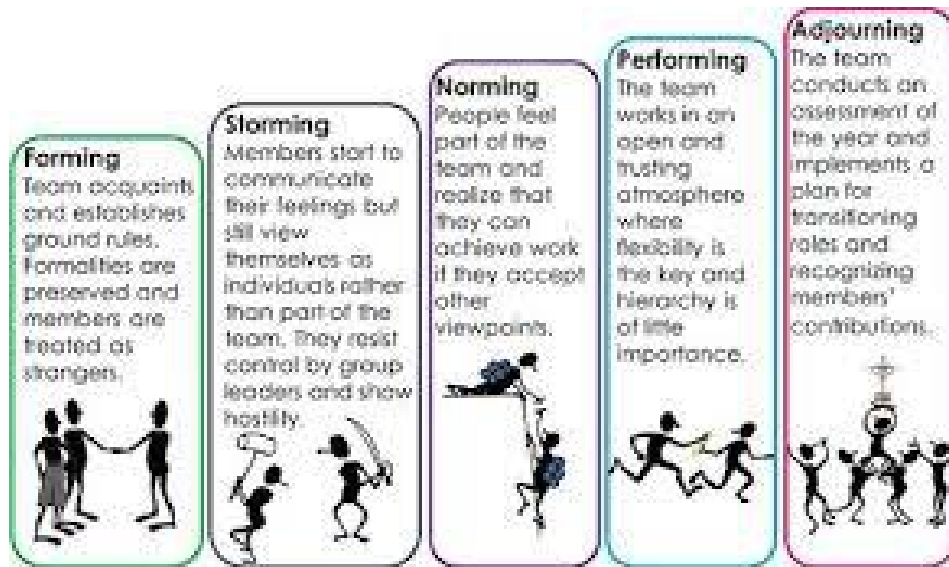 Forming
Team acquaints
and establishes
ground rules.
Formalities are
preserved and
members are
treated as
strangers.
Storming
Members start to
communicate
their feelings but
still view
themselves as
individuals rather
than part of the
team. They resist
control by group
leaders and show
hostility.
Norming
People feel
part of the
team and
realize that
they can
achieve work
if they accept
other
viewpoints.
Performing
The team
works in an
open and
trusting
atmosphere
where
flexibility is
the key and
hierarchy is
of little
importance.
Adjourning
The team
conducts an
assessment of
the year and
implements a
plan for
transitioning
roles and
recognizing
members'
contributions.